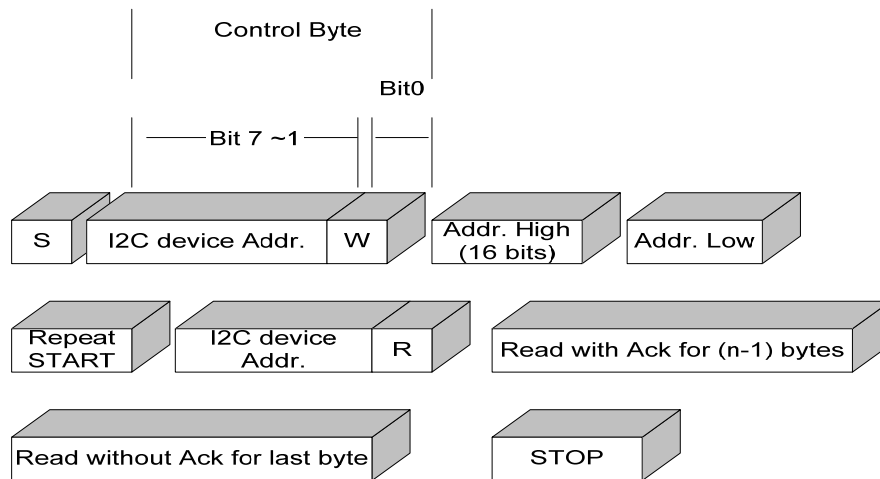 Control Byte
Bit0
Bit 7 ~1
S
I2C device Addr.
W
Addr. High
(16 bits)
Addr. Low
Repeat
START
I2C device
Addr.
R
Read with Ack for (n-1) bytes
Read without Ack for last byte
STOP